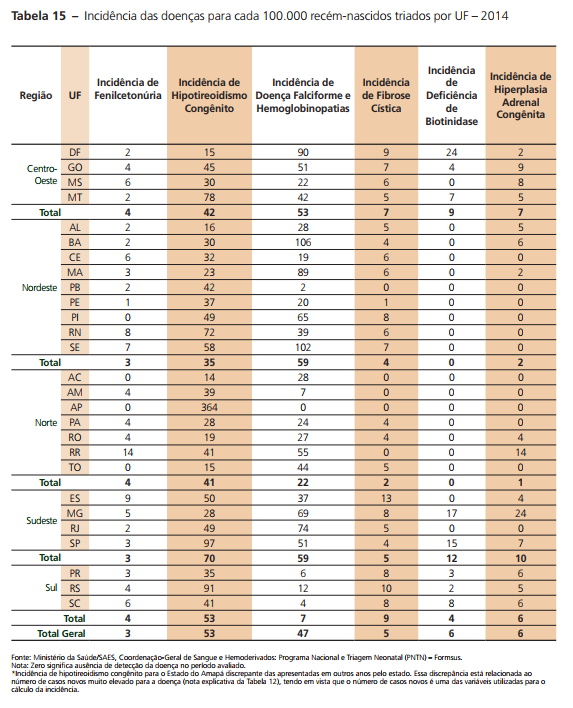 Tabela 15 – Incidência das doenças para cada 100.000 recém-nascidos triados por UF – 2014
Região UF Incidência de Fenilcetonúria Incidência de Hipotireoidismo Congênito Incidência de Doença Falciforme e Hemoglobinopatias Incidência de Fibrose Cística Incidência de Deficiência de Biotinidase Incidência de Hiperplasia Adrenal Congênita
Centro-Oeste
DF 2 15 90 9 24 2
GO 4 45 51 7 4 9
MS 6 30 22 6 0 8
MT 2 78 42 5 7 5
Total 4 42 53 7 9 7
Nordeste
AL 2 16 28 5 0 5
BA 2 30 106 4 0 6
CE 6 32 19 6 0 0
MA 3 23 89 6 0 2
PB 2 42 2 0 0 0
PE 1 37 20 1 0 0
PI 0 49 65 8 0 0
RN 8 72 39 6 0 0
SE 7 58 102 7 0 0
Total 3 35 59 4 0 2
Norte
AC 0 14 28 0 0 0
AM 4 39 7 0 0 0
AP 0 364 0 0 0 0
PA 4 28 24 4 0 0
RO 4 19 27 4 0 4
RR 14 41 55 0 0 14
TO 0 15 44 5 0 0
Total 4 41 22 2 0 1
Sudeste
ES 9 50 37 13 0 4
MG 5 28 69 8 17 24
RJ 2 49 74 5 0 0
SP 3 97 51 4 15 7
Total 3 70 59 5 12 10
Sul
PR 3 35 6 8 3 6
RS 4 91 12 10 2 5
SC 6 41 4 8 8 6
Total 4 53 7 9 4 6
Total Geral 3 53 47 5 6 6
Fonte: Ministério da Saúde/SAES, Coordenação-Geral de Sangue e Hemoderivados: Programa Nacional e Triagem Neonatal (PNTN) – Formsus.
Nota: Zero significa ausência de detecção da doença no período avaliado.
*Incidência de hipotireoidismo congênito para o Estado do Amapá discrepante das apresentadas em outros anos pelo estado. Essa discrepância está relacionada ao
número de casos novos muito elevado para a doença (nota explicativa da Tabela 12), tendo em vista que o número de casos novos é uma das variáveis utilizadas para o
cálculo da incidência.